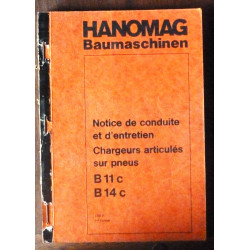 HANOMAG
Baumaschinen
Notice de conduite
et d'entretien
Chargeurs articulés
sur pneus
B 11 c
B 14 c